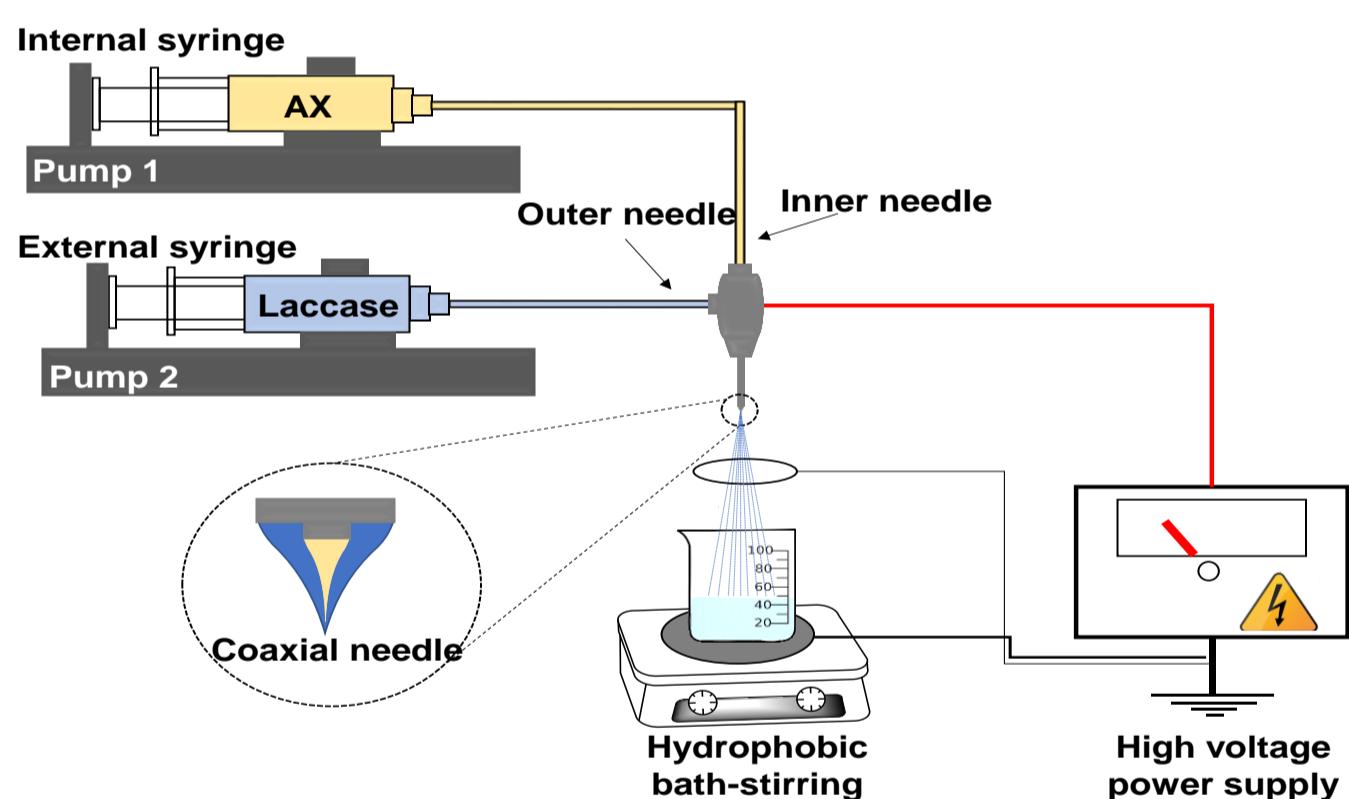 Internal syringe
AX
Pump 1
Outer needle
Inner needle
External syringe
Laccase
Pump 2
Coaxial needle
100
80
60
40
20
Hydrophobic
bath-stirring
High voltage
power supply